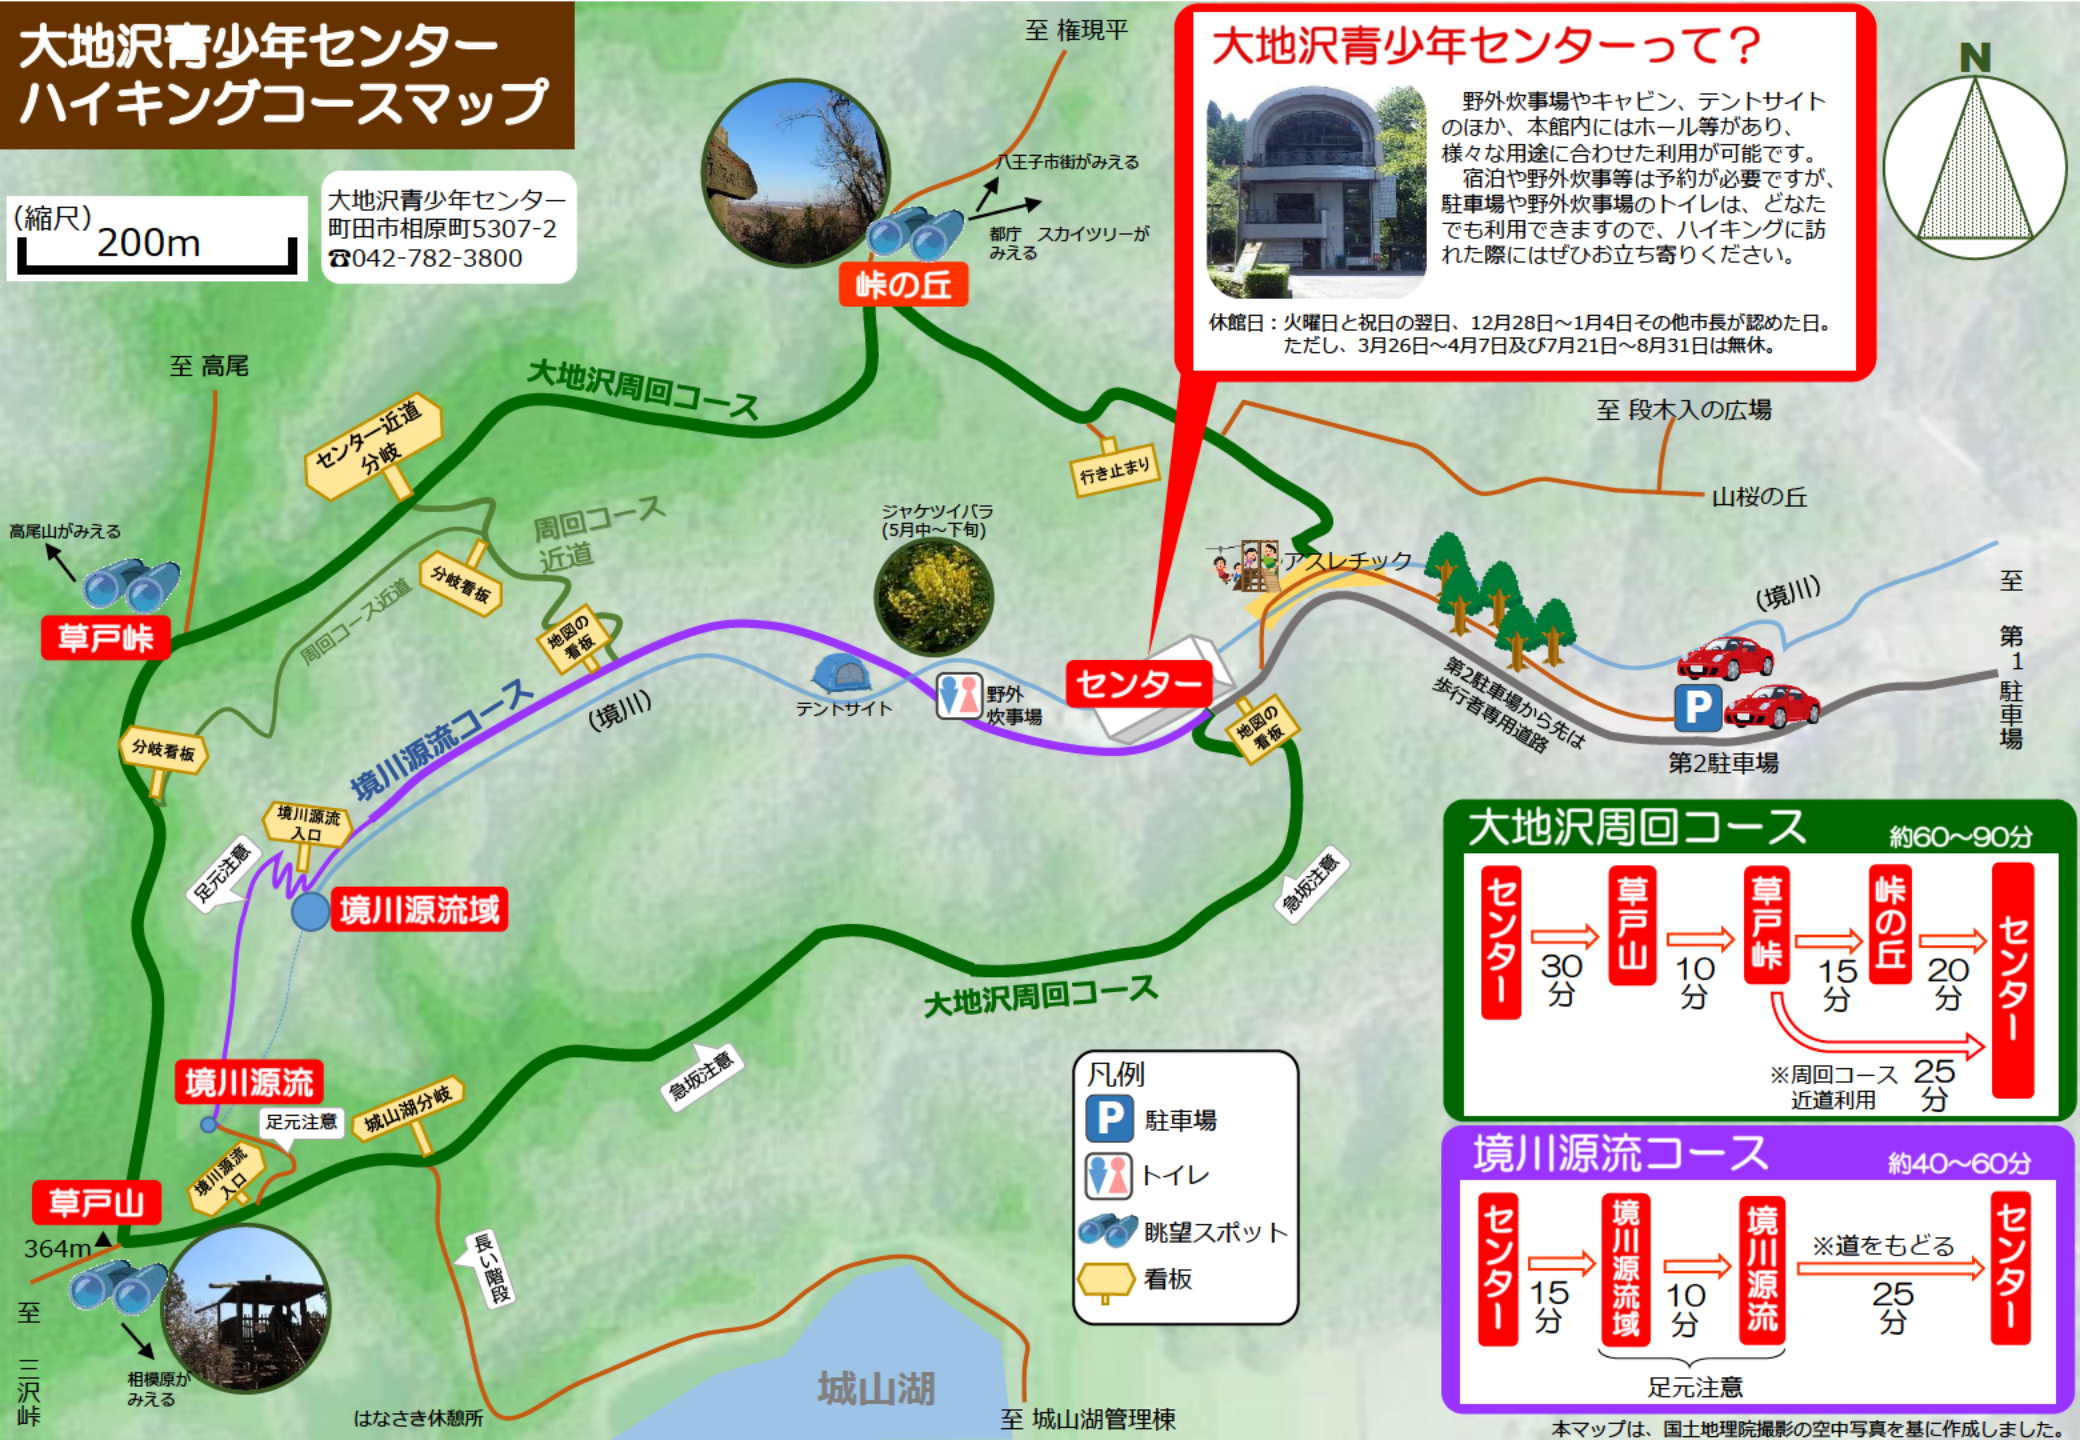 大地沢青少年センター
ハイキングコースマップ
(縮尺)
200m
大地沢青少年センター
町田市相原町5307-2
☎042-782-3800
至 権現平
八王子市街がみえる
都庁 スカイツリーが
みえる
峠の丘
大地沢青少年センターって？
野外炊事場やキャビン、テントサイト
のほか、本館内にはホール等があり、
様々な用途に合わせた利用が可能です。
宿泊や野外炊事等は予約が必要ですが、
駐車場や野外炊事場のトイレは、どなた
でも利用できますので、ハイキングに訪
れた際にはぜひお立ち寄りください。
休館日：火曜日と祝日の翌日、12月28日～1月4日その他市長が認めた日。
ただし、3月26日～4月7日及び7月21日～8月31日は無休。
N
至 高尾
大地沢周回コース
センター近道
分岐
行き止まり
至 段木入の広場
山桜の丘
高尾山がみえる
草戸峠
周回コース
近道
分岐看板
周回コース近道
地図の
看板
ジャケツイバラ
(5月中～下旬)
アスレチック
(境川)
至 第1駐車場
分岐看板
境川源流コース
(境川)
テントサイト
野外
炊事場
センター
地図の
看板
第2駐車場から先は
歩行者専用道路
P
第2駐車場
境川源流
入口
足元注意
境川源流域
急坂注意
大地沢周回コース
急坂注意
境川源流
足元注意
城山湖分岐
境川源流
入口
草戸山
364m▲
至 三沢峠
相模原が
みえる
長い階段
はなさき休憩所
城山湖
至 城山湖管理棟
凡例
P 駐車場
トイレ
眺望スポット
看板
大地沢周回コース 約60～90分
センター
30分
草戸山
10分
草戸峠
15分
峠の丘
20分
センター
※周回コース
近道利用
25分
境川源流コース 約40～60分
センター
15分
境川源流域
10分
境川源流
※道をもどる
25分
センター
足元注意
本マップは、国土地理院撮影の空中写真を基に作成しました。